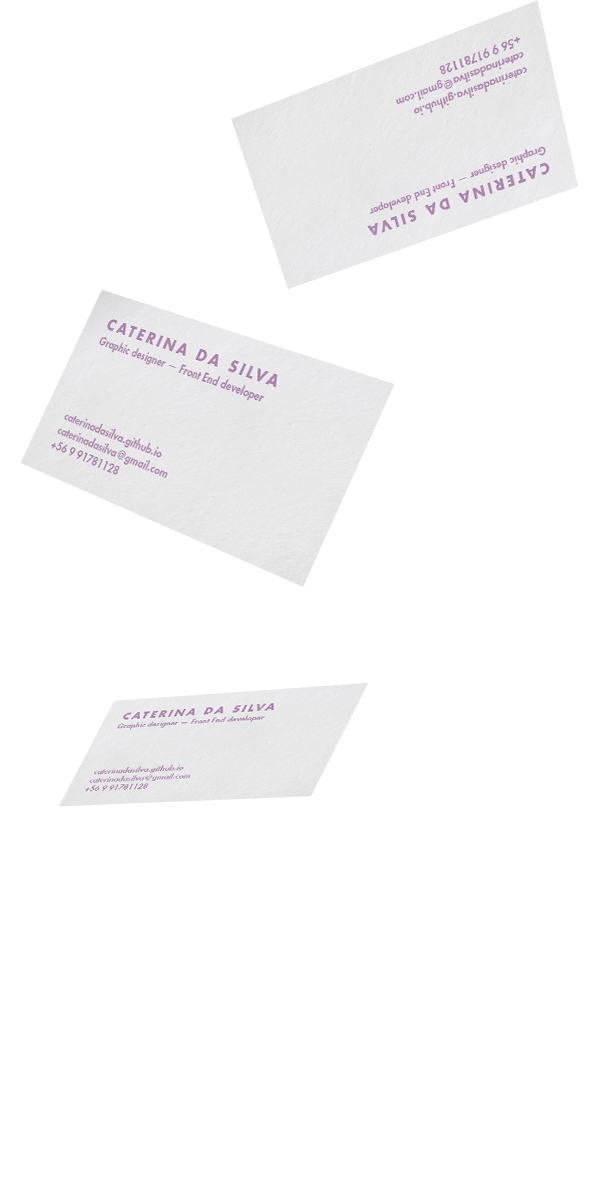 CATERINA DA SILVA
Graphic designer — Front End developer
caterinadasilva.github.io
caterinadasilva@gmail.com
+56 9 91781128
CATERINA DA SILVA
Graphic designer — Front End developer
caterinadasilva.github.io
caterinadasilva@gmail.com
+56 9 91781128
CATERINA DA SILVA
Graphic designer — Front End developer
caterinadasilva.github.io
caterinadasilva@gmail.com
+56 9 91781128